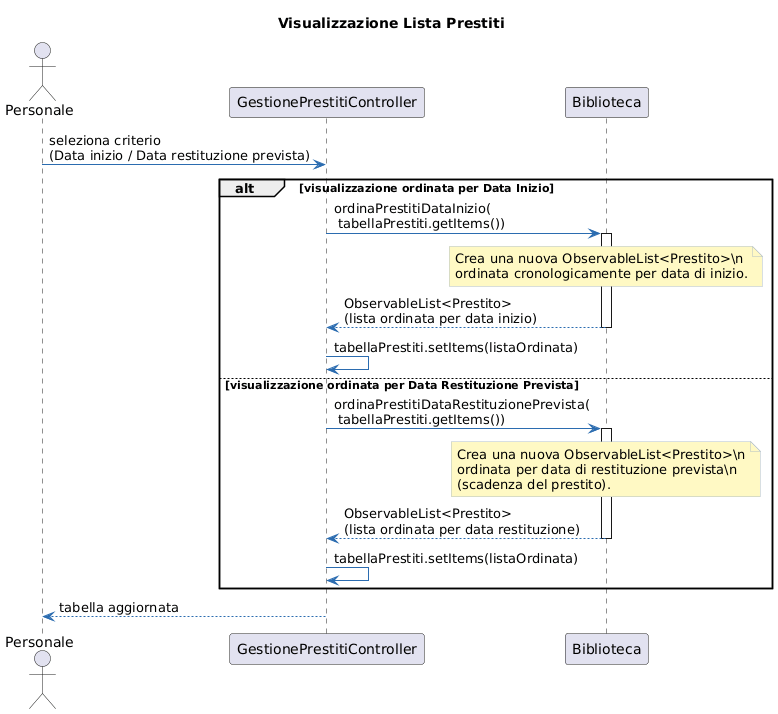 Visualizzazione Lista Prestiti
Personale
GestionePrestitiController
Biblioteca
seleziona criterio
(Data inizio / Data restituzione prevista)
alt
[visualizzazione ordinata per Data Inizio]
ordinaPrestitiDataInizio(
tabellaPrestiti.getItems())
Crea una nuova ObservableList<Prestito>\n
ordinata cronologicamente per data di inizio.
ObservableList<Prestito>
(lista ordinata per data inizio)
tabellaPrestiti.setItems(listaOrdinata)
[visualizzazione ordinata per Data Restituzione Prevista]
ordinaPrestitiDataRestituzionePrevista(
tabellaPrestiti.getItems())
Crea una nuova ObservableList<Prestito>\n
ordinata per data di restituzione prevista\n
(scadenza del prestito).
ObservableList<Prestito>
(lista ordinata per data restituzione)
tabellaPrestiti.setItems(listaOrdinata)
tabella aggiornata
Personale
GestionePrestitiController
Biblioteca